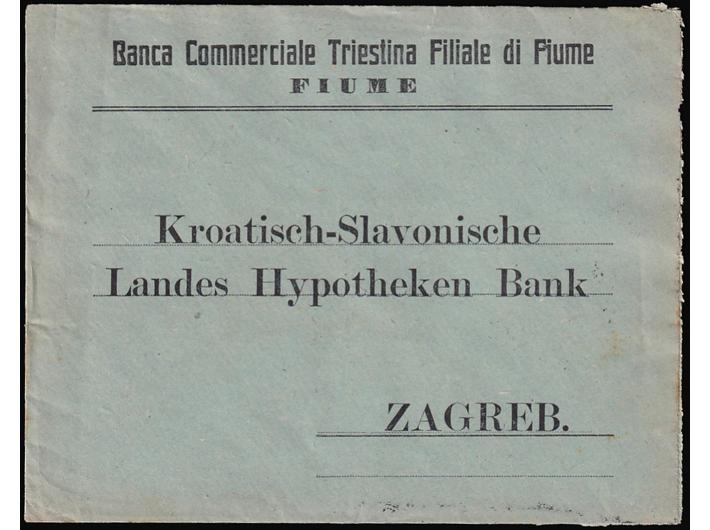 Banca Commerciale Triestina Filiale di Fiume
FIUME
Kroatisch-Slavonische
Landes Hypotheken Bank
ZAGREB.